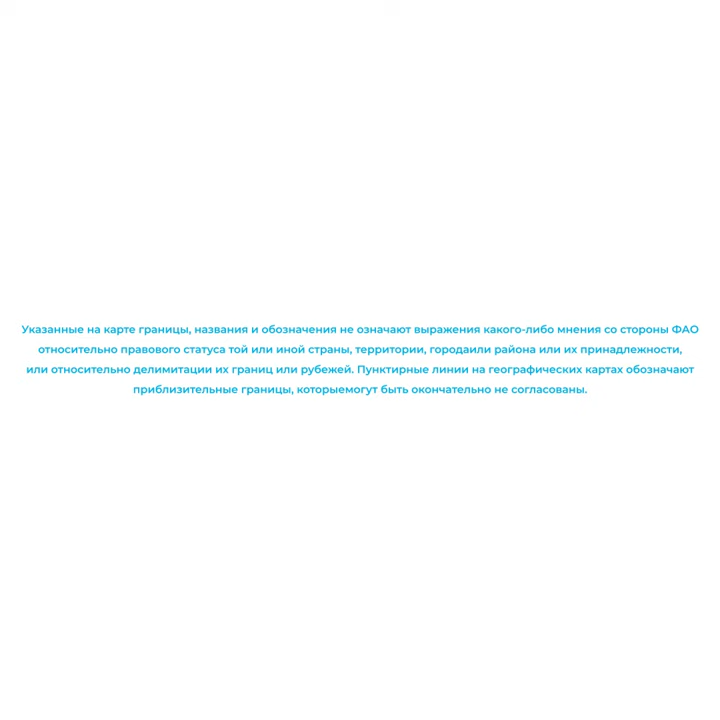 Указанные на карте границы, названия и обозначения не означают выражения какого-либо мнения со стороны ФАО
относительно правового статуса той или иной страны, территории, городаили района или их принадлежности,
или относительно делимитации их границ или рубежей. Пунктирные линии на географических картах обозначают
приблизительные границы, которыемогут быть окончательно не согласованы.